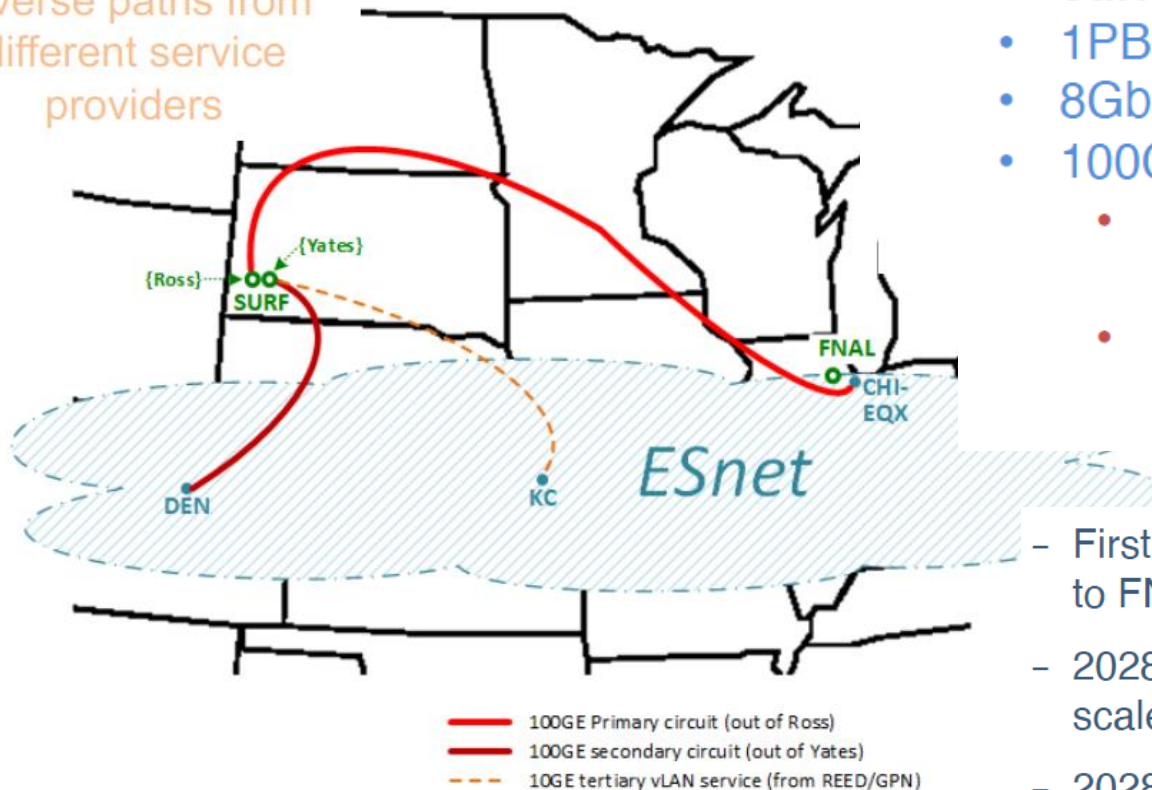 verse paths from
different service
providers
1PB
8Gb
100
{Yates}
{Ross}
SURF
FNAL
CHI-
EQX
ESnet
DEN
KC
First
to FN
2028
scale
2028
100GE Primary circuit (out of Ross)
100GE secondary circuit (out of Yates)
10GE tertiary vLAN service (from REED/GPN)